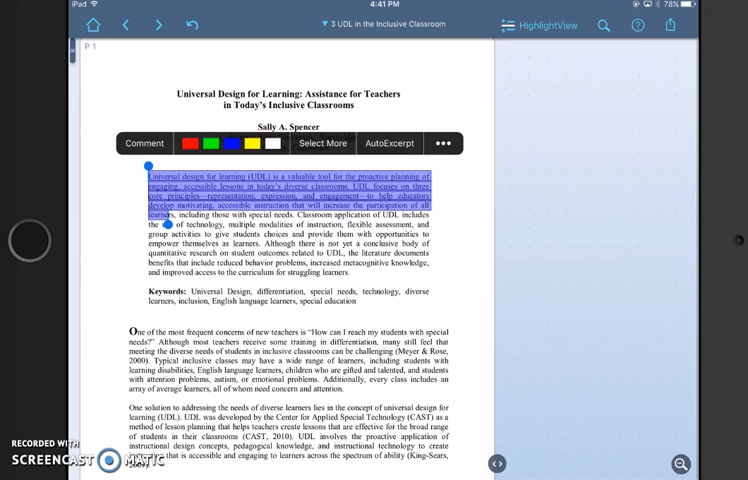 iPad
4:41 PM
78%
▼ 3 UDL in the Inclusive Classroom
HighlightView
P 1
Universal Design for Learning: Assistance for Teachers
in Today's Inclusive Classrooms
Sally A. Spencer
Comment
Select More
AutoExcerpt
•••
Universal design for learning (UDL) is a valuable tool for the proactive planning of
engaging, accessible lessons in today's diverse classrooms. UDL focuses on three
core principles—representation, expression, and engagement—to help educators
develop motivating, accessible instruction that will increase the participation of all
learners, including those with special needs. Classroom application of UDL includes
the of technology, multiple modalities of instruction, flexible assessment, and
group activities to give students choices and provide them with opportunities to
empower themselves as learners. Although there is not yet a conclusive body of
quantitative research on student outcomes related to UDL, the literature documents
benefits that include reduced behavior problems, increased metacognitive knowledge,
and improved access to the curriculum for struggling learners.
Keywords: Universal Design, differentiation, special needs, technology, diverse
learners, inclusion, English language learners, special education
One of the most frequent concerns of new teachers is "How can I reach my students with special
needs?" Although most teachers receive some training in differentiation, many still feel that
meeting the diverse needs of students in inclusive classrooms can be challenging (Meyer & Rose,
2000). Typical inclusive classes may have a wide range of learners, including students with
learning disabilities, English language learners, children who are gifted and talented, and students
with attention problems, autism, or emotional problems. Additionally, every class includes an
array of average learners, all of whom need concern and attention.
One solution to addressing the needs of diverse learners lies in the concept of universal design for
learning (UDL). UDL was developed by the Center for Applied Special Technology (CAST) as a
method of lesson planning that helps teachers create lessons that are effective for the broad range
of students in their classrooms (CAST, 2010). UDL involves the proactive application of
instructional design concepts, pedagogical knowledge, and instructional technology to create
that is accessible and engaging to learners across the spectrum of ability (King-Sears,
RECORDED WITH
SCREENCAST MATIC